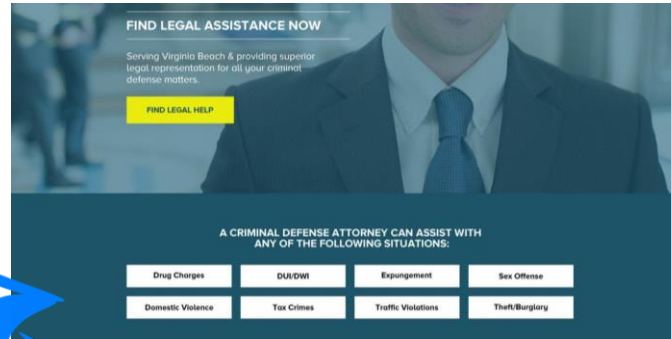 FIND LEGAL ASSISTANCE NOW
Serving Virginia Beach & providing superior
legal representation for all your criminal
defense matters.
FIND LEGAL HELP
A CRIMINAL DEFENSE ATTORNEY CAN ASSIST WITH
ANY OF THE FOLLOWING SITUATIONS:
Drug Charges
DUI/DWI
Expungement
Sex Offense
Domestic Violence
Tax Crimes
Traffic Violations
Theft/Burglary